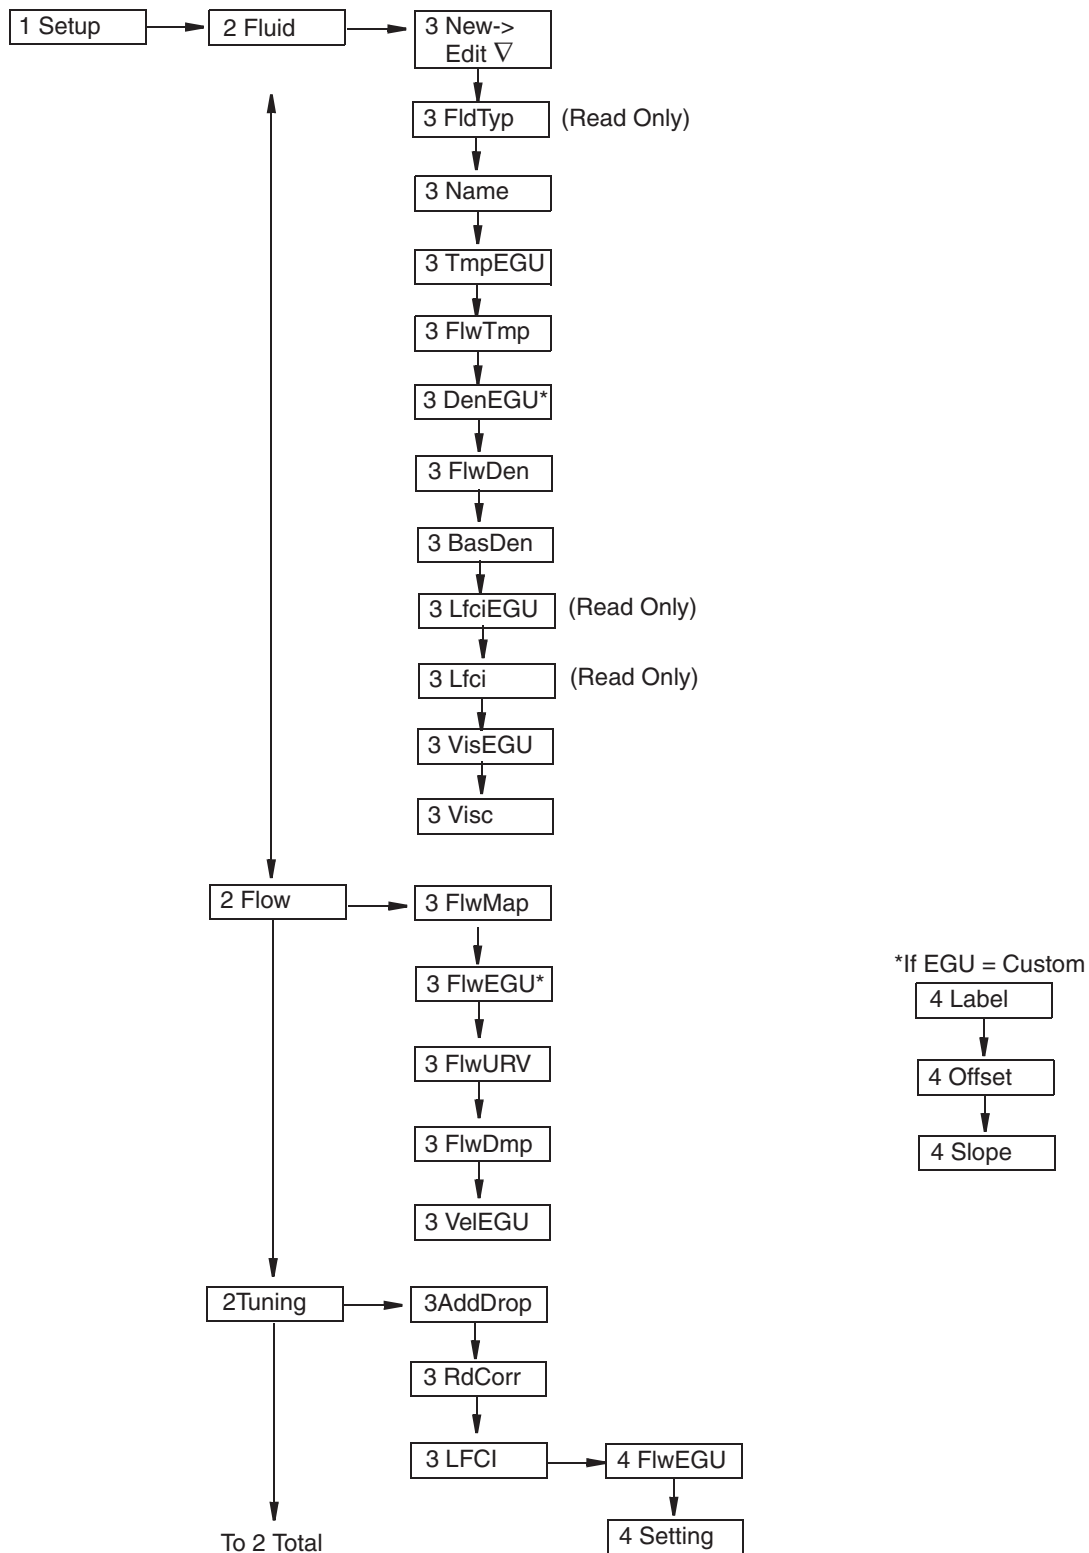 1 Setup
2 Fluid
3 New->
Edit ∇
3 FldTyp
(Read Only)
3 Name
3 TmpEGU
3 FlwTmp
3 DenEGU*
3 FlwDen
3 BasDen
3 LfciEGU
(Read Only)
3 Lfci
(Read Only)
3 VisEGU
3 Visc
2 Flow
3 FlwMap
3 FlwEGU*
3 FlwURV
3 FlwDmp
3 VelEGU
*If EGU = Custom
4 Label
4 Offset
4 Slope
2Tuning
3AddDrop
3 RdCorr
3 LFCI
4 FlwEGU
4 Setting
To 2 Total